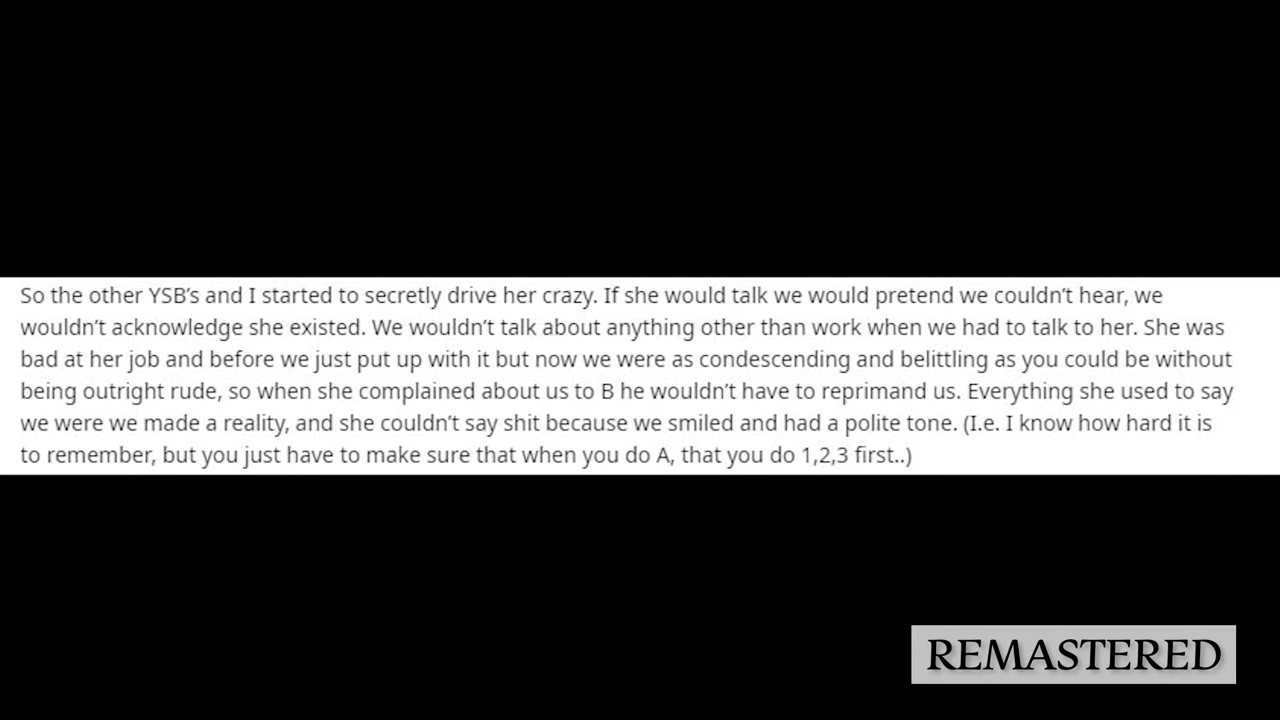 So the other YSB’s and I started to secretly drive her crazy. If she would talk we would pretend we couldn’t hear, we
wouldn’t acknowledge she existed. We wouldn’t talk about anything other than work when we had to talk to her. She was
bad at her job and before we just put up with it but now we were as condescending and belittling as you could be without
being outright rude, so when she complained about us to B he wouldn’t have to reprimand us. Everything she used to say
we were we made a reality, and she couldn’t say shit because we smiled and had a polite tone. (I.e. I know how hard it is
to remember, but you just have to make sure that when you do A, that you do 1,2,3 first..)
REMASTERED